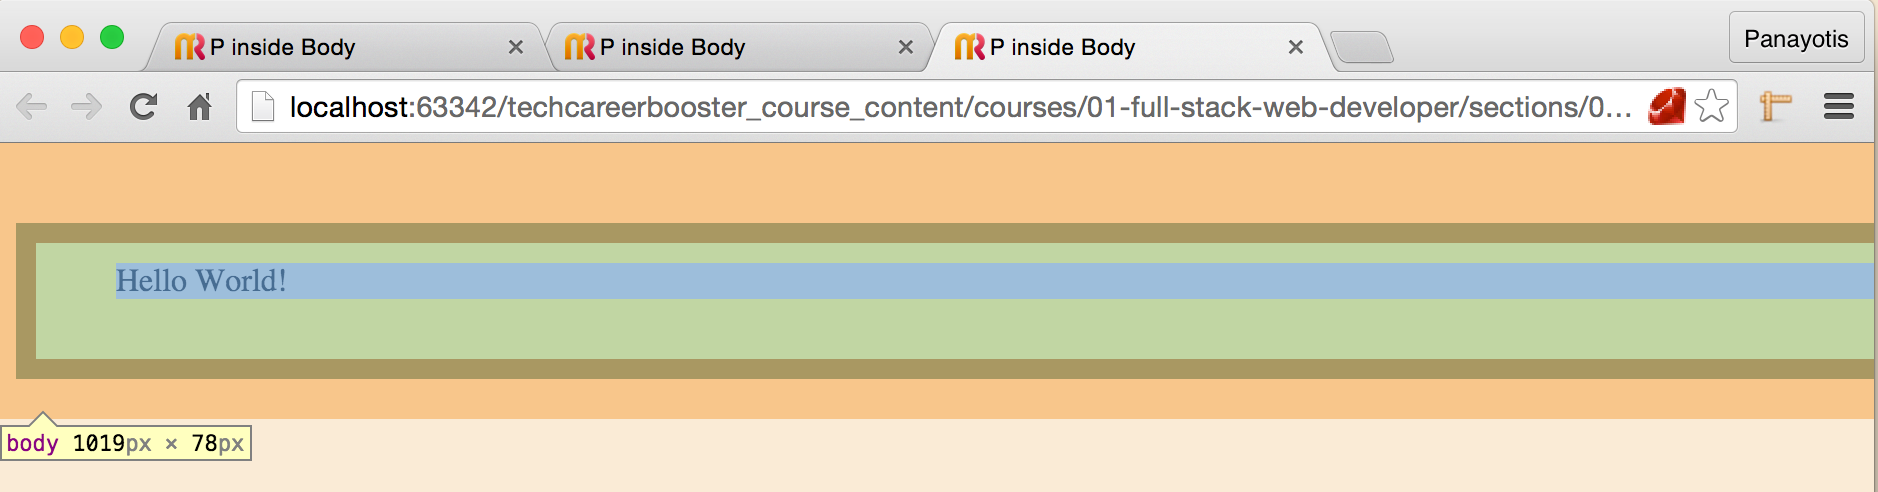 P inside Body
P inside Body
P inside Body
Panayotis
localhost:63342/techcareerbooster_course_content/courses/01-full-stack-web-developer/sections/0...
Hello World!
body 1019px × 78px